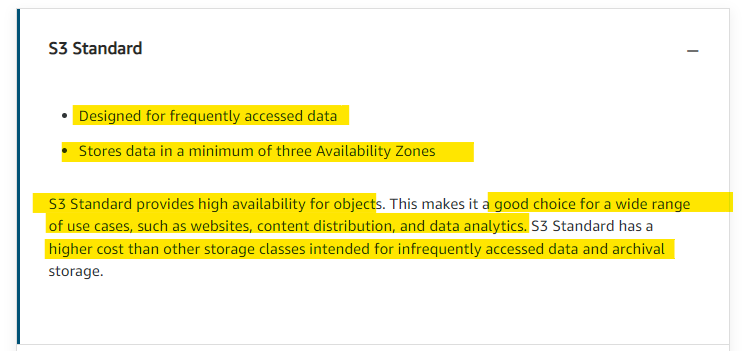 S3 Standard
• Designed for frequently accessed data
• Stores data in a minimum of three Availability Zones
S3 Standard provides high availability for objects. This makes it a good choice for a wide range
of use cases, such as websites, content distribution, and data analytics. S3 Standard has a
higher cost than other storage classes intended for infrequently accessed data and archival
storage.